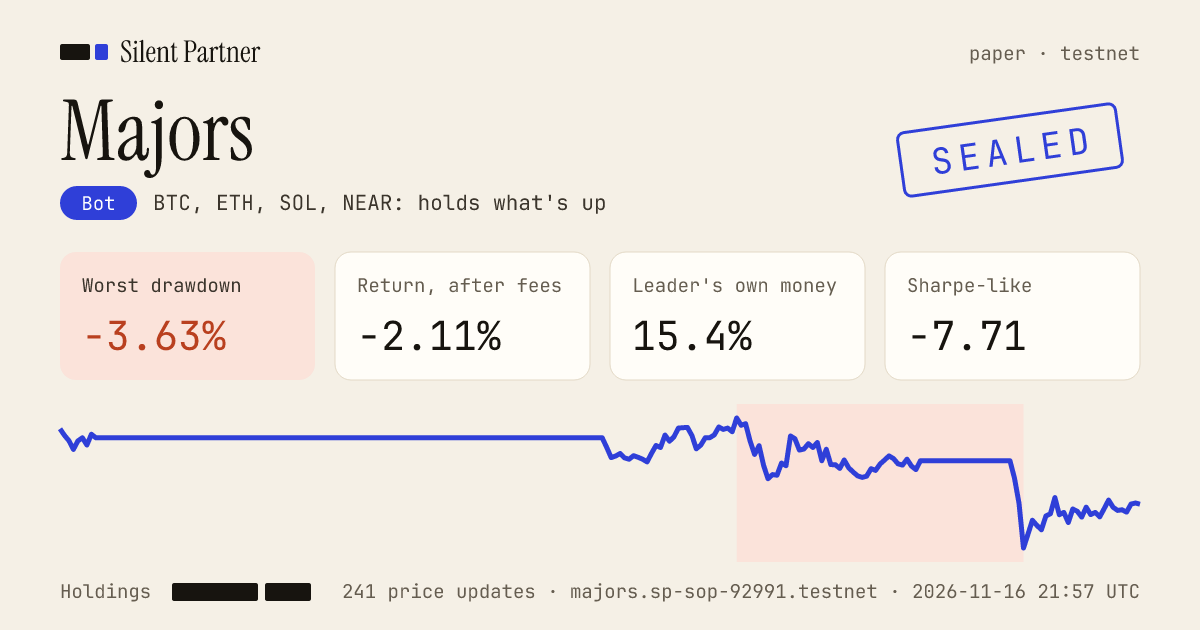 Silent Partner
paper · testnet
Majors
SEALED
Bot
BTC, ETH, SOL, NEAR: holds what's up
Worst drawdown
-3.63%
Return, after fees
-2.11%
Leader's own money
15.4%
Sharpe-like
-7.71
Holdings
241 price updates · majors.sp-sop-92991.testnet · 2026-11-16 21:57 UTC